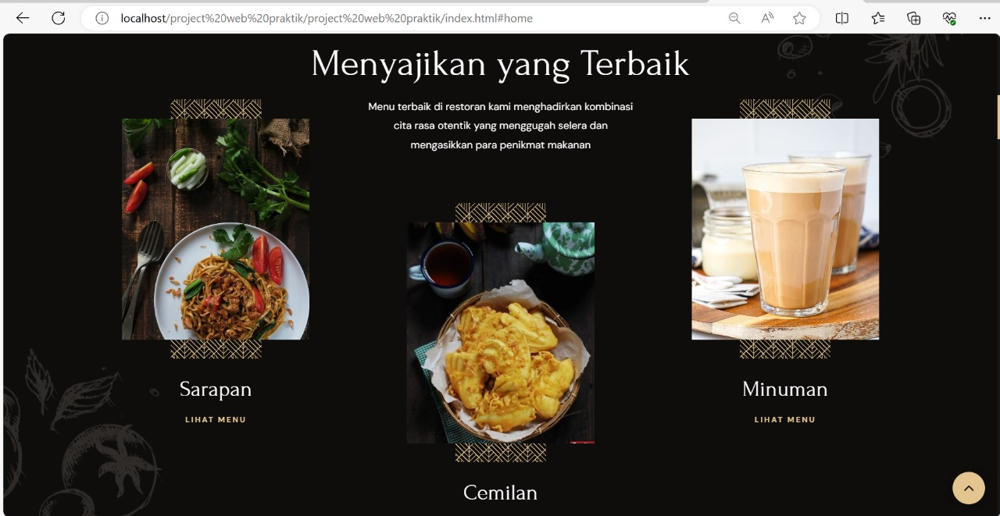 localhost/project%20web%20praktik/project%20web%20praktik/index.html#home
Menyajikan yang Terbaik
Menu terbaik di restoran kami menghadirkan kombinasi
cita rasa otentik yang menggugah selera dan
mengasikkan para penikmat makanan
Sarapan
LIHAT MENU
Minuman
LIHAT MENU
Cemilan